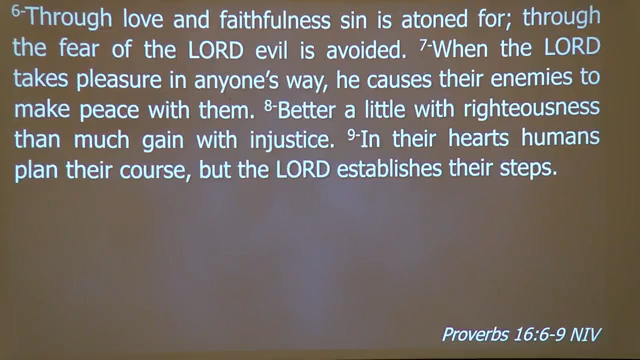 6-Through love and faithfulness sin is atoned for; through
the fear of the LORD evil is avoided. 7-When the LORD
takes pleasure in anyone’s way, he causes their enemies to
make peace with them. 8-Better a little with righteousness
than much gain with injustice. 9-In their hearts humans
plan their course, but the LORD establishes their steps.
Proverbs 16:6-9 NIV